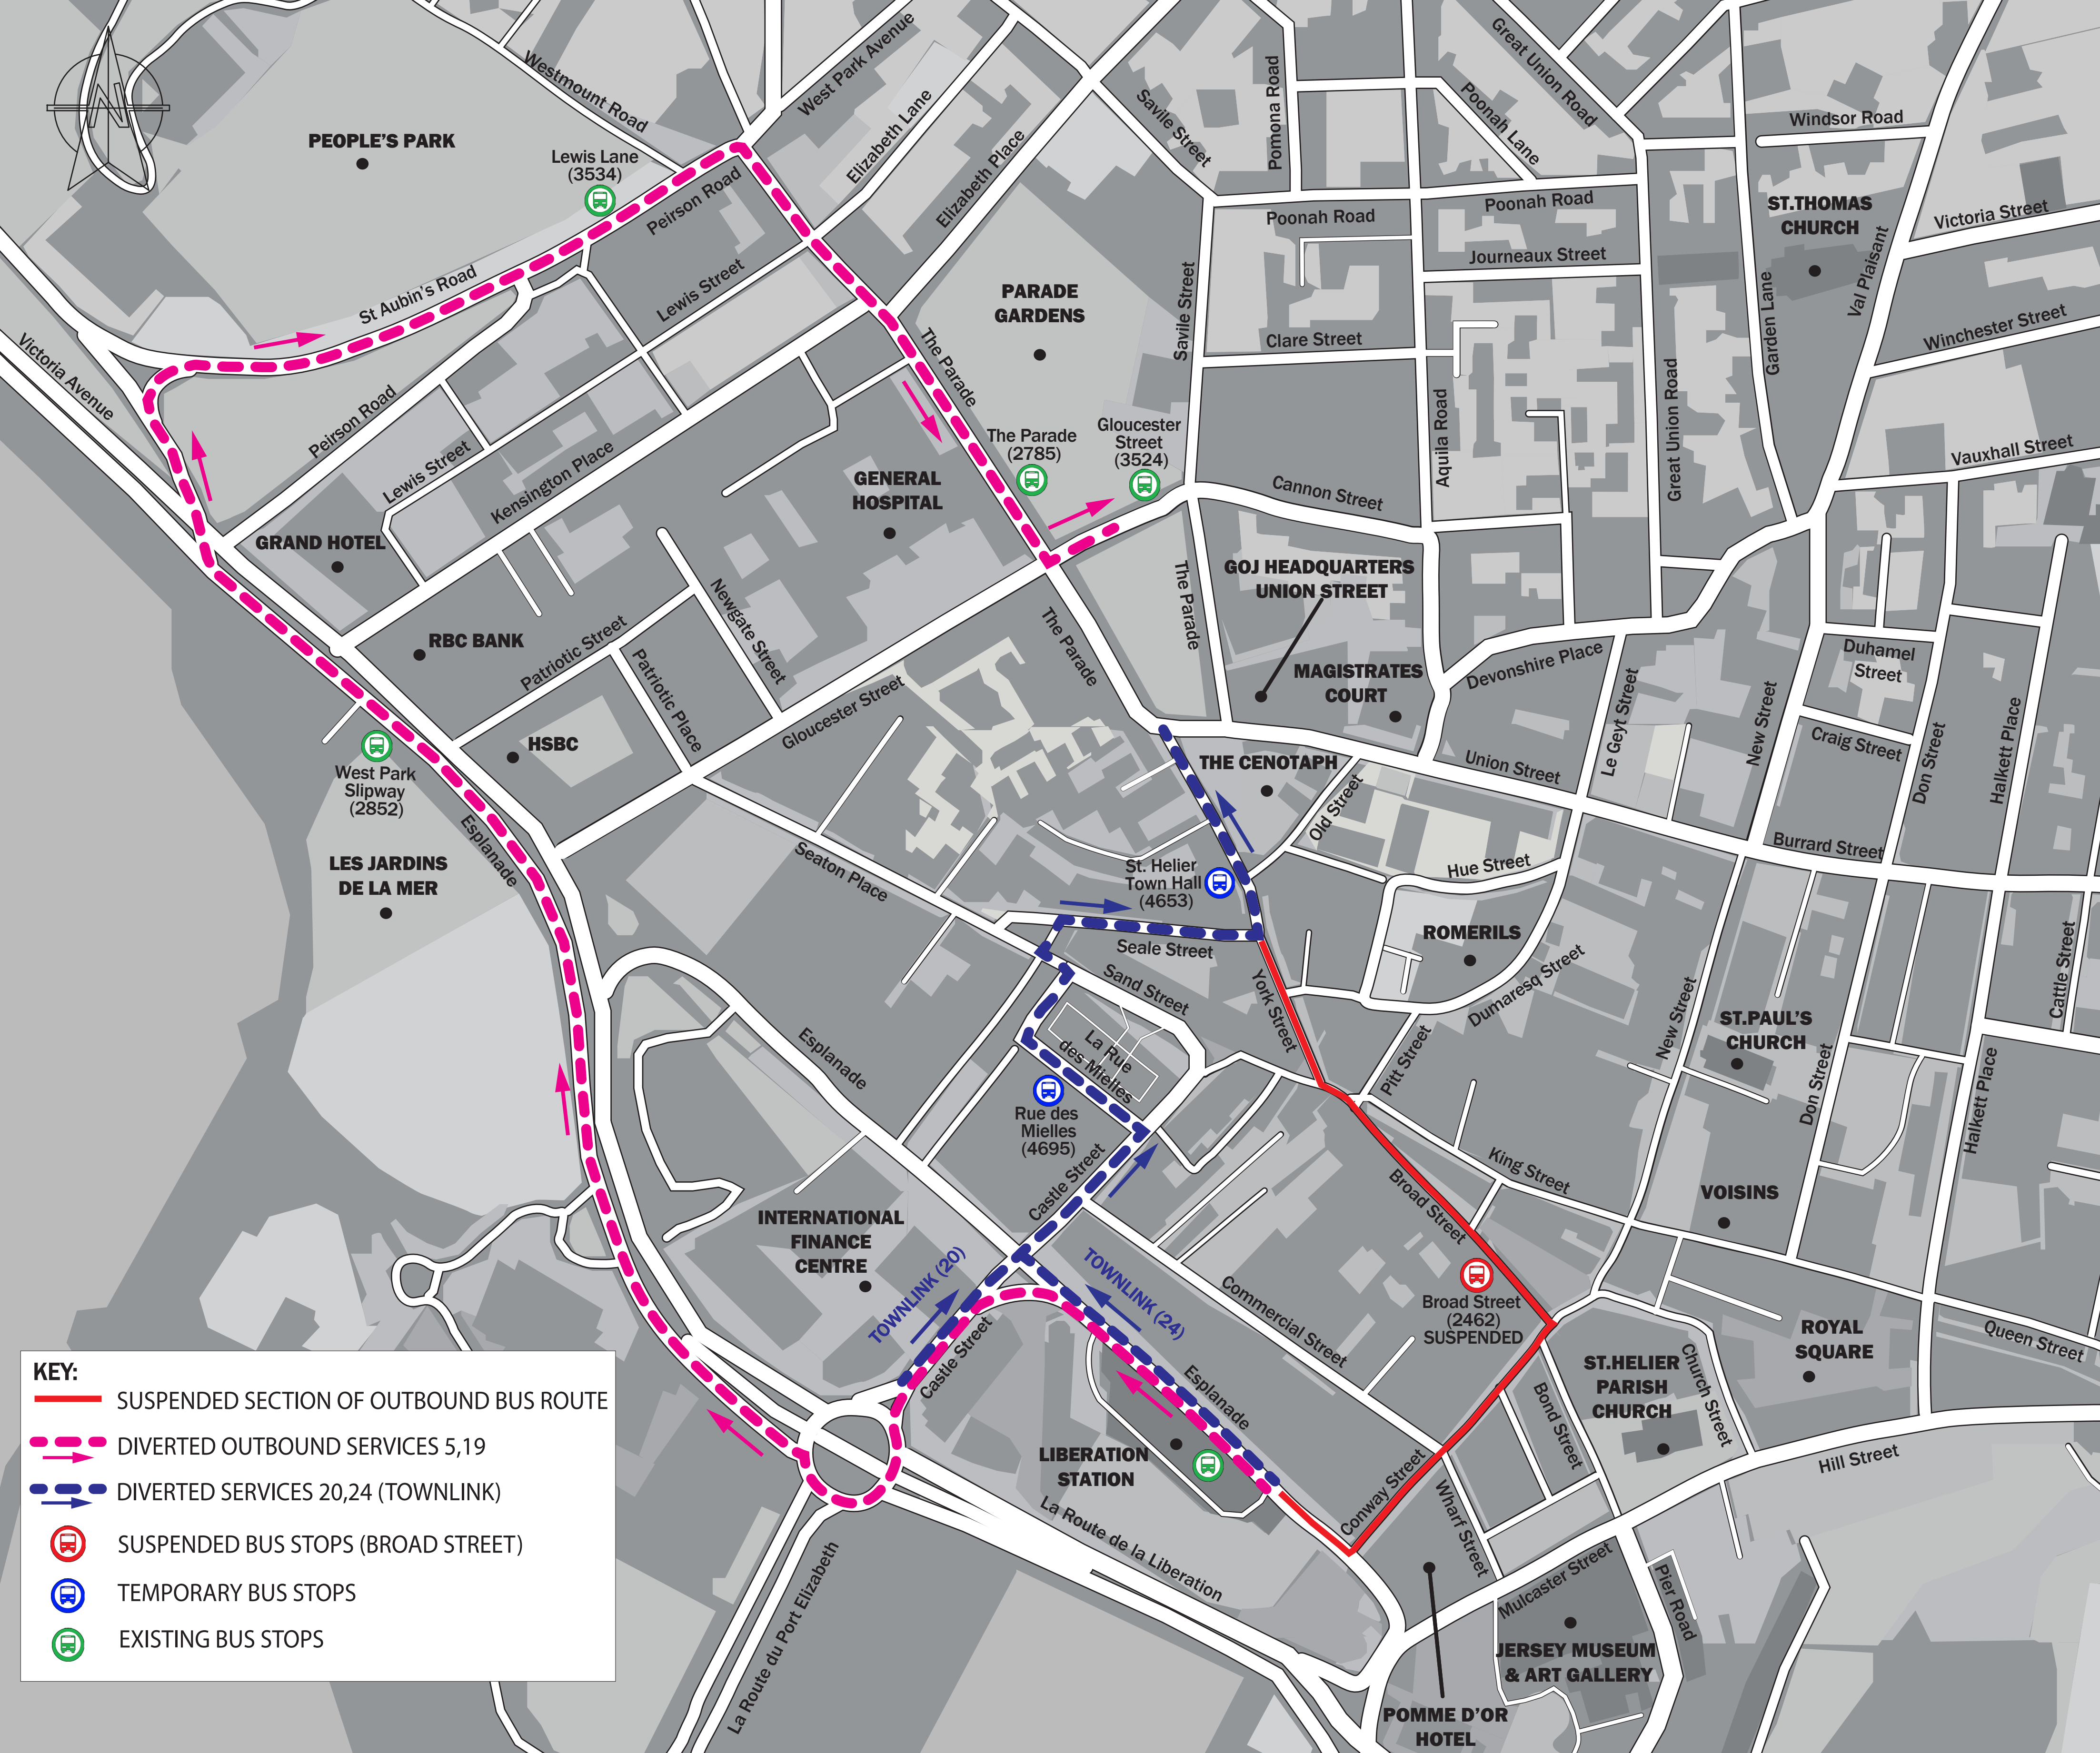 N
Westmount Road
West Park Avenue
Elizabeth Lane
Elizabeth Place
Savile Street
Pomona Road
Poonah Lane
Great Union Road
Windsor Road
PEOPLE'S PARK
Lewis Lane
(3534)
Peirson Road
Poonah Road
Poonah Road
ST.THOMAS
CHURCH
Victoria Street
Val Plaisant
Journeaux Street
St Aubin's Road
Lewis Street
PARADE
GARDENS
Savile Street
Clare Street
Garden Lane
Winchester Street
Victoria Avenue
The Parade
Peirson Road
Lewis Street
Kensington Place
The Parade
(2785)
Gloucester
Street
(3524)
Aquila Road
Great Union Road
Vauxhall Street
GENERAL
HOSPITAL
Cannon Street
GRAND HOTEL
RBC BANK
Patriotic Street
Newgate Street
Patriotic Place
The Parade
The Parade
GOJ HEADQUARTERS
UNION STREET
MAGISTRATES
COURT
Devonshire Place
Le Geyt Street
New Street
Duhamel
Street
Craig Street
Don Street
Halkett Place
Gloucester Street
HSBC
West Park
Slipway
(2852)
THE CENOTAPH
Union Street
Old Street
Burrard Street
Esplanade
LES JARDINS
DE LA MER
Seaton Place
St. Helier
Town Hall
(4653)
Hue Street
Seale Street
ROMERILS
Dumaresq Street
Cattle Street
Sand Street
York Street
New Street
ST.PAUL'S
CHURCH
Esplanade
La Rue
des Mielles
Pitt Street
Don Street
Halkett Place
Rue des
Mielles
(4695)
Castle Street
King Street
Broad Street
VOISINS
INTERNATIONAL
FINANCE
CENTRE
TOWNLINK (20)
TOWNLINK (24)
Commercial Street
Broad Street
(2462)
SUSPENDED
Castle Street
Esplanade
ROYAL
SQUARE
Queen Street
ST.HELIER
PARISH
CHURCH
Church Street
Bond Street
LIBERATION
STATION
Conway Street
Wharf Street
Hill Street
La Route de la Liberation
La Route du Port Elizabeth
Mulcaster Street
Pier Road
JERSEY MUSEUM
& ART GALLERY
POMME D'OR
HOTEL
KEY:
SUSPENDED SECTION OF OUTBOUND BUS ROUTE
DIVERTED OUTBOUND SERVICES 5,19
DIVERTED SERVICES 20,24 (TOWNLINK)
SUSPENDED BUS STOPS (BROAD STREET)
TEMPORARY BUS STOPS
EXISTING BUS STOPS